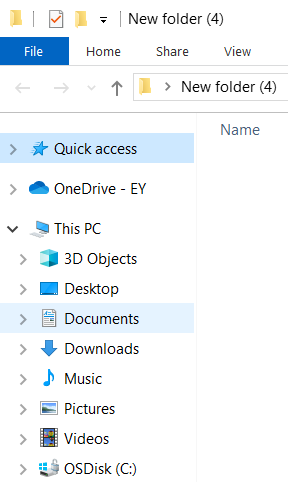 New folder (4)
File Home Share View
New folder (4)
Name
Quick access
OneDrive - EY
This PC
3D Objects
Desktop
Documents
Downloads
Music
Pictures
Videos
OSDisk (C:)